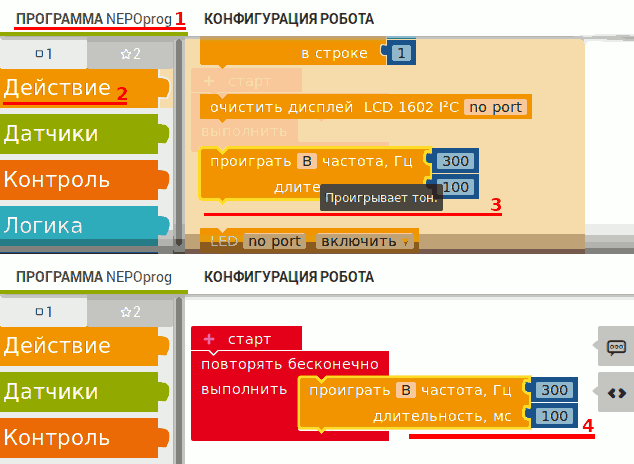 ПРОГРАММА NEPOprog 1 КОНФИГУРАЦИЯ РОБОТА
1 2
Действие 2
Датчики
Контроль
Логика
в строке 1
+ старт
очистить дисплей LCD 1602 I²C no port
выполнить
проиграть B частота, Гц 300
длите 100
Проигрывает тон.
3
LED no port включить
ПРОГРАММА NEPOprog КОНФИГУРАЦИЯ РОБОТА
1 2
Действие
Датчики
Контроль
+ старт
повторять бесконечно
выполнить проиграть B частота, Гц 300
длительность, мс 100
4